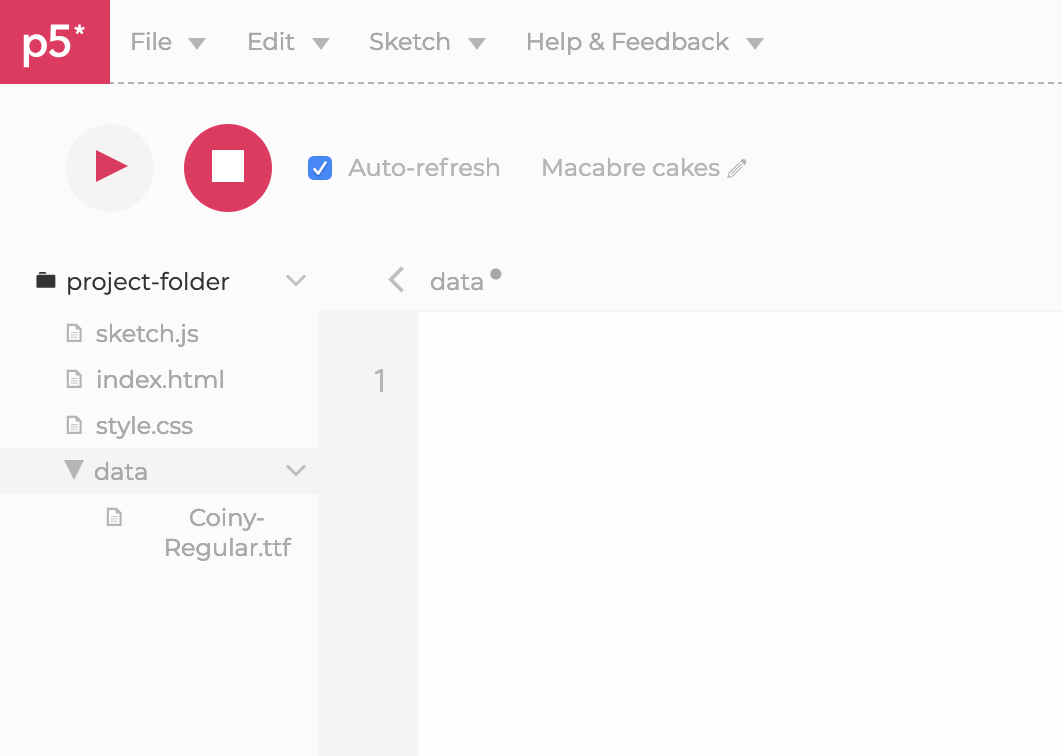 p5* File Edit Sketch Help & Feedback
Auto-refresh Macabre cakes
project-folder data
sketch.js
1
index.html
style.css
data
Coiny-
Regular.ttf